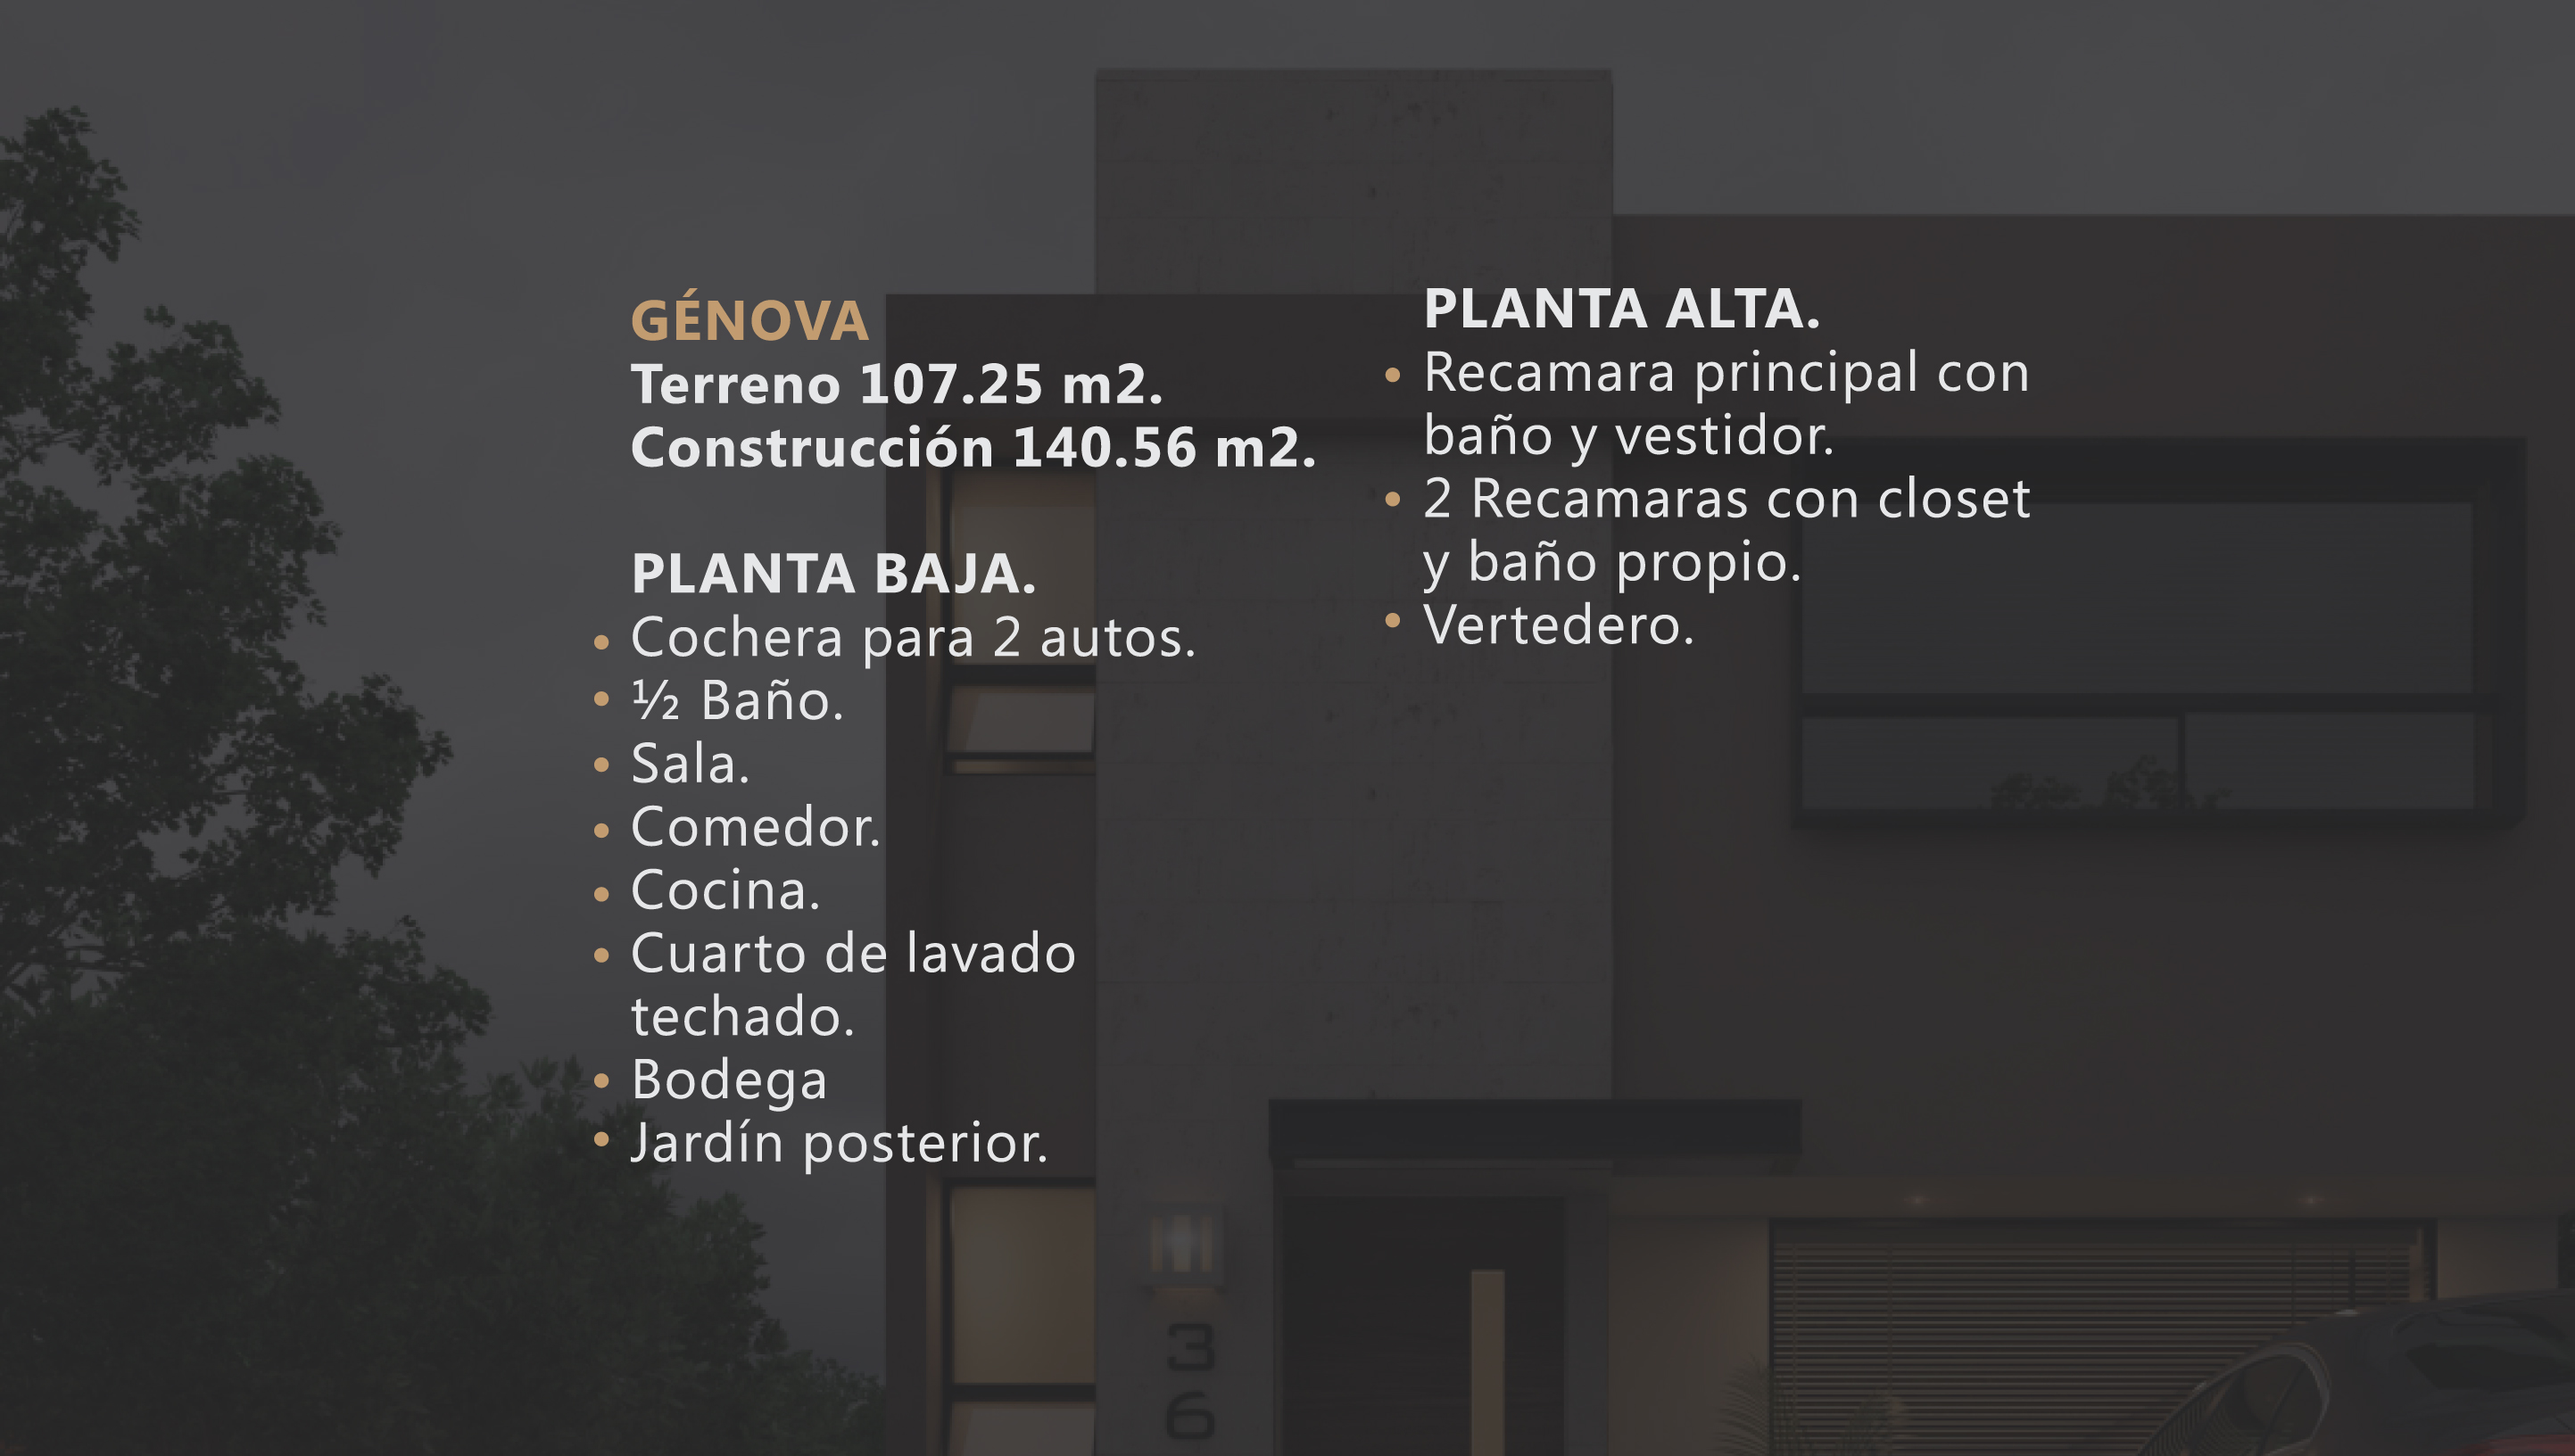 GÉNOVA
Terreno 107.25 m2.
Construcción 140.56 m2.
PLANTA BAJA.
• Cochera para 2 autos.
• ½ Baño.
• Sala.
• Comedor.
• Cocina.
• Cuarto de lavado
techado.
• Bodega
• Jardín posterior.
PLANTA ALTA.
• Recamara principal con
baño y vestidor.
• 2 Recamaras con closet
y baño propio.
• Vertedero.
3
6